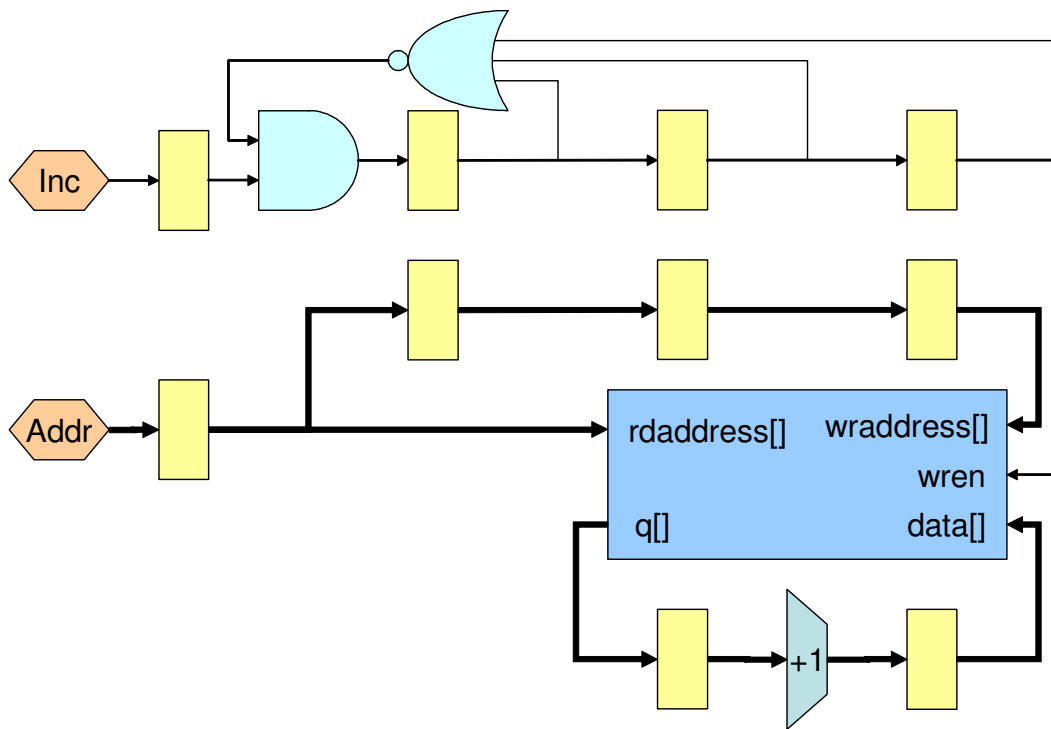 Inc
Addr
rdaddress[]
wraddress[]
wren
q[]
data[]
+1